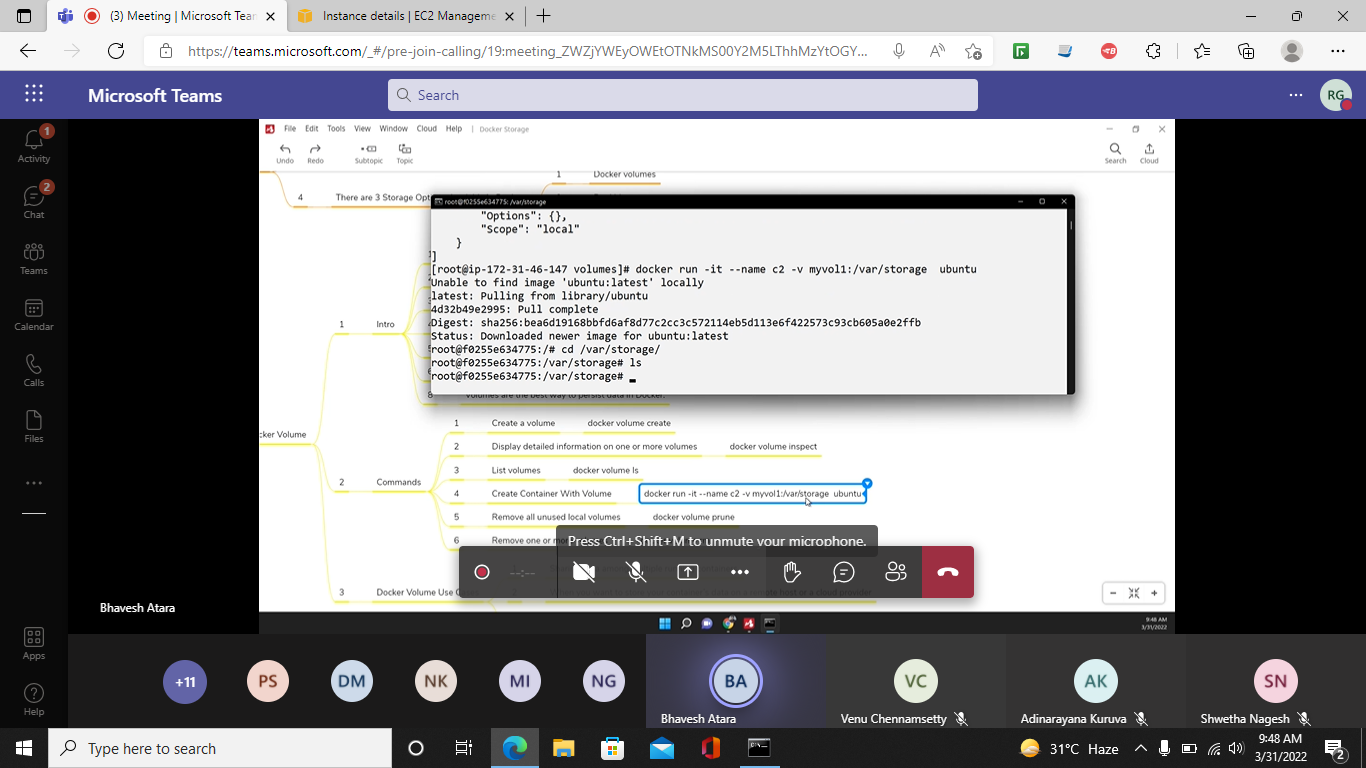 (3) Meeting | Microsoft Tea
Instance details | EC2 Manageme
https://teams.microsoft.com/_#/pre-join-calling/19:meeting_ZWZjYWEyOWEtOTNkMS00Y2M5LThhMzYtOGY...
Microsoft Teams
Search
RG
Activity
1
Chat
2
Teams
Calendar
Calls
Files
Apps
Help
File Edit Tools View Window Cloud Help | Docker Storage
Undo Redo Subtopic Topic Search Cloud
1 Docker volumes
4 There are 3 Storage Opt
root@f0255e634775: /var/storage
"Options": {},
"Scope": "local"
}
]
[root@ip-172-31-46-147 volumes]# docker run -it --name c2 -v myvol1:/var/storage ubuntu
Unable to find image 'ubuntu:latest' locally
latest: Pulling from library/ubuntu
4d32b49e2995: Pull complete
Digest: sha256:bea6d19168bbfd6af8d77c2cc3c572114eb5d113e6f422573c93cb605a0e2ffb
Status: Downloaded newer image for ubuntu:latest
root@f0255e634775:/# cd /var/storage/
root@f0255e634775:/var/storage# ls
root@f0255e634775:/var/storage#
1 Intro
8 Volumes are the best way to persist data in Docker.
cker Volume
1 Create a volume docker volume create
2 Display detailed information on one or more volumes docker volume inspect
3 List volumes docker volume ls
2 Commands
4 Create Container With Volume docker run -it --name c2 -v myvol1:/var/storage ubuntu
5 Remove all unused local volumes docker volume prune
6 Remove one or mo
Press Ctrl+Shift+M to unmute your microphone.
--:--
3 Docker Volume Use C
Bhavesh Atara
9:48 AM
3/31/2022
+11 PS DM NK MI NG BA VC AK SN
Bhavesh Atara Venu Chennamsetty Adinarayana Kuruva Shwetha Nagesh
Type here to search
31°C Haze
9:48 AM
3/31/2022
2